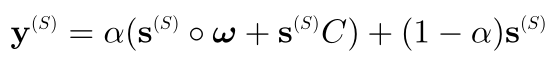 𝐲⁽ˢ⁾ = α(𝐬⁽ˢ⁾ ∘ 𝝎 + 𝐬⁽ˢ⁾C) + (1 − α)𝐬⁽ˢ⁾